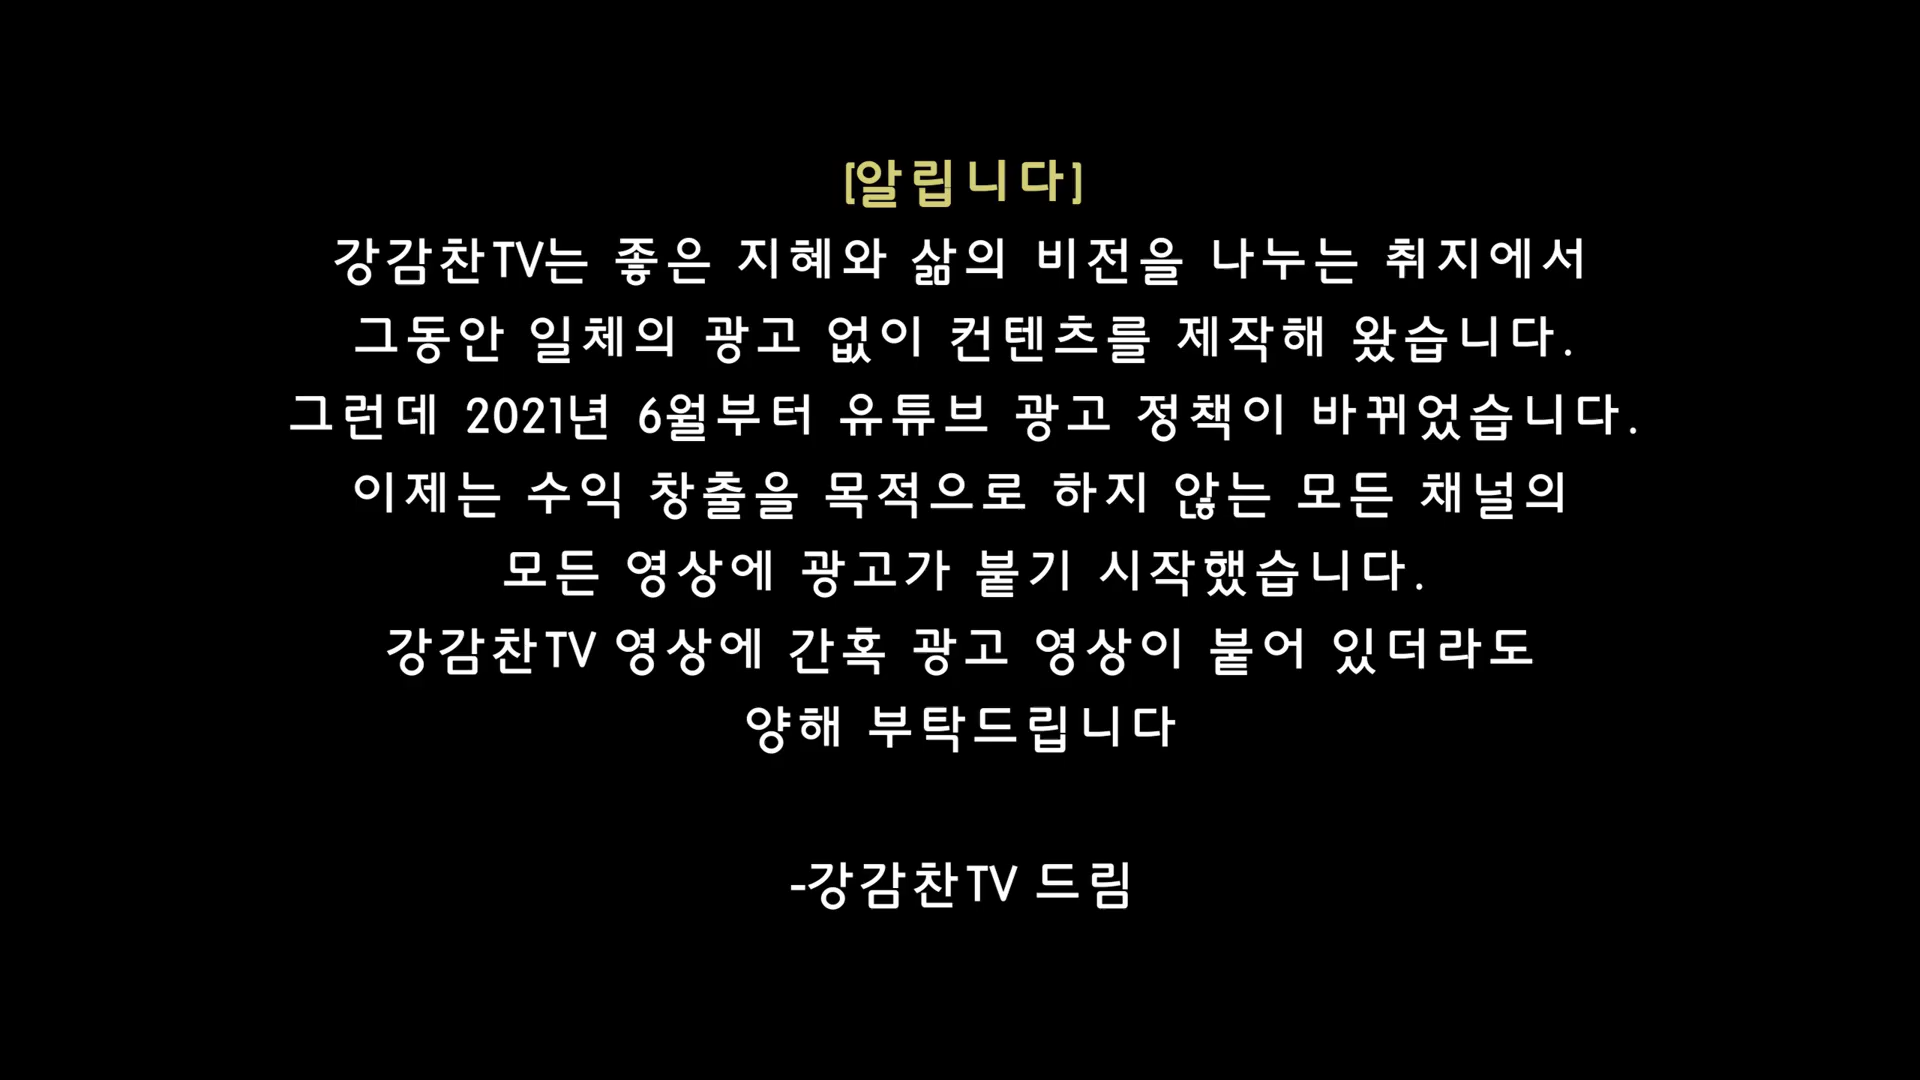 [알립니다]
강감찬TV는 좋은 지혜와 삶의 비전을 나누는 취지에서
그동안 일체의 광고 없이 컨텐츠를 제작해 왔습니다.
그런데 2021년 6월부터 유튜브 광고 정책이 바뀌었습니다.
이제는 수익 창출을 목적으로 하지 않는 모든 채널의
모든 영상에 광고가 붙기 시작했습니다.
강감찬TV 영상에 간혹 광고 영상이 붙어 있더라도
양해 부탁드립니다
-강감찬TV 드림